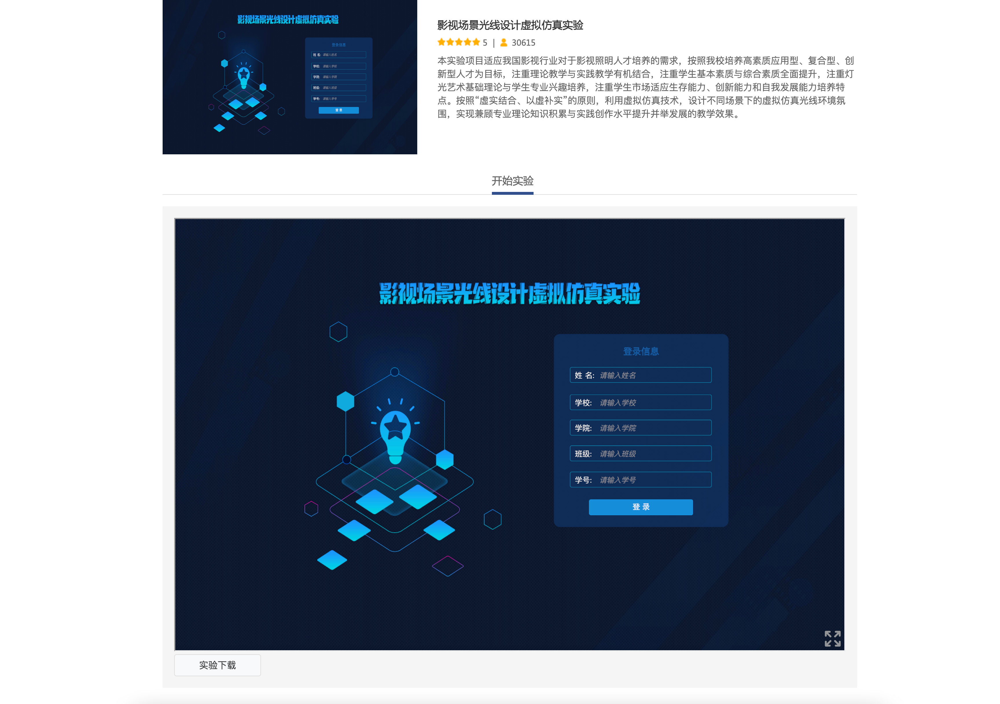 影视场景光线设计虚拟仿真实验
登录信息
姓 名: 请输入姓名
学校: 请输入学校
学院: 请输入学院
班级: 请输入班级
学号: 请输入学号
登 录
影视场景光线设计虚拟仿真实验
5 | 30615
本实验项目适应我国影视行业对于影视照明人才培养的需求，按照我校培养高素质应用型、复合型、创
新型人才为目标，注重理论教学与实践教学有机结合，注重学生基本素质与综合素质全面提升，注重灯
光艺术基础理论与学生专业兴趣培养，注重学生市场适应生存能力、创新能力和自我发展能力培养特
点。按照“虚实结合、以虚补实”的原则，利用虚拟仿真技术，设计不同场景下的虚拟仿真光线环境氛
围，实现兼顾专业理论知识积累与实践创作水平提升并举发展的教学效果。
开始实验
影视场景光线设计虚拟仿真实验
登录信息
姓 名: 请输入姓名
学校: 请输入学校
学院: 请输入学院
班级: 请输入班级
学号: 请输入学号
登 录
实验下载